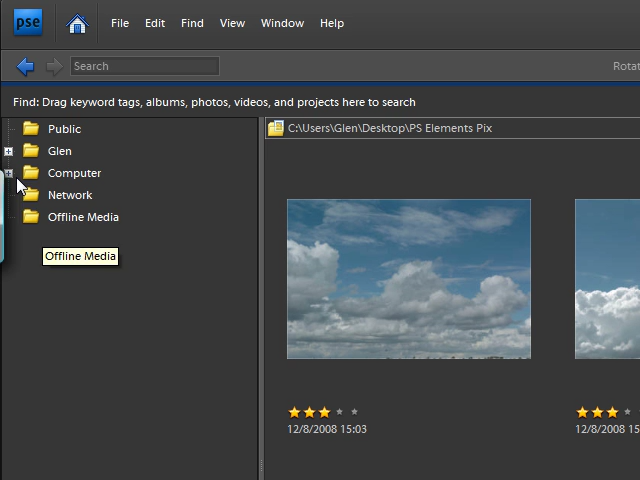 pse File Edit Find View Window Help
Search Rotat
Find: Drag keyword tags, albums, photos, videos, and projects here to search
Public
Glen
Computer
Network
Offline Media
Offline Media
C:\Users\Glen\Desktop\PS Elements Pix
12/8/2008 15:03
12/8/2008 15